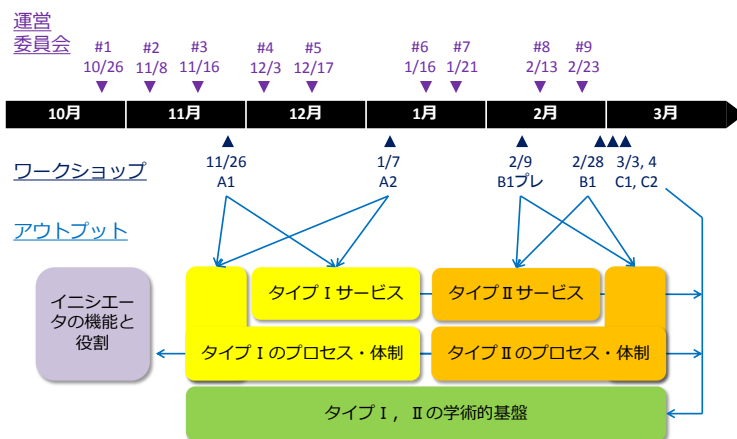 運営
委員会
#1
10/26
#2
11/8
#3
11/16
#4
12/3
#5
12/17
#6
1/16
#7
1/21
#8
2/13
#9
2/23
10月
11月
12月
1月
2月
3月
ワークショップ
11/26
A1
1/7
A2
2/9
B1プレ
2/28
B1
3/3, 4
C1, C2
アウトプット
イニシエー
タの機能と
役割
タイプⅠサービス
タイプⅡサービス
タイプⅠのプロセス・体制
タイプⅡのプロセス・体制
タイプⅠ, Ⅱの学術的基盤